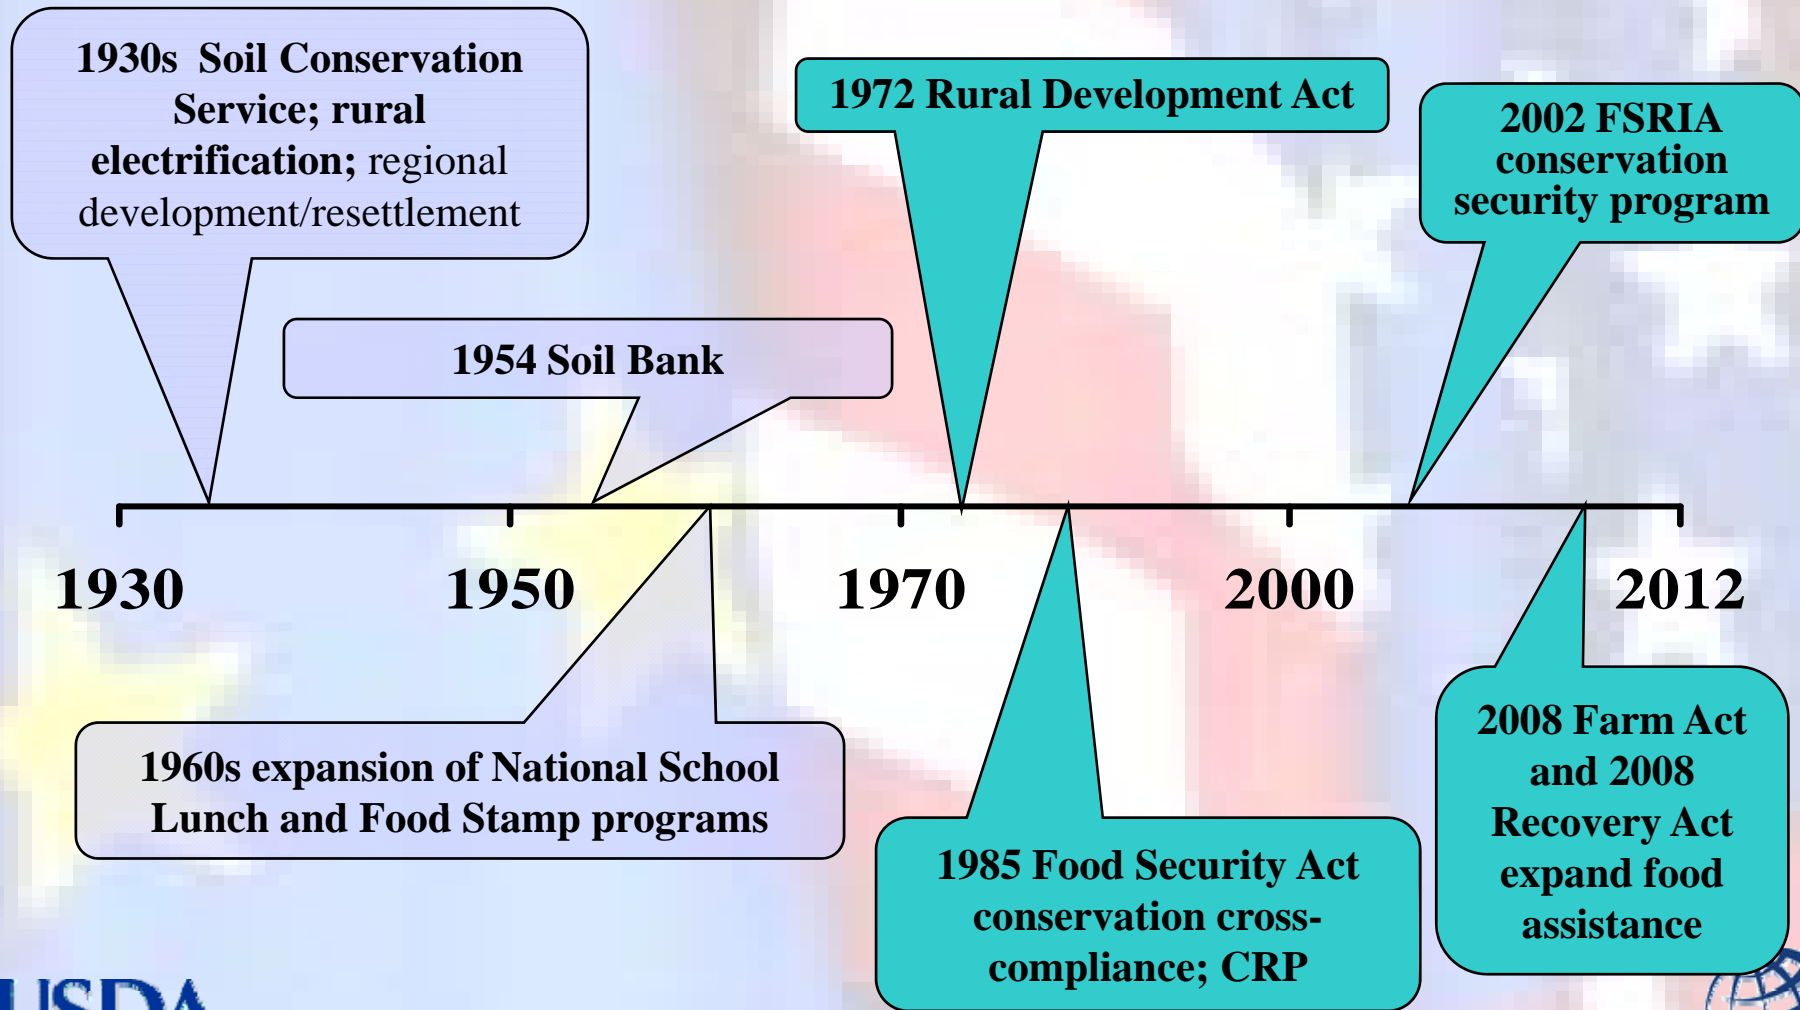 1930s  Soil Conservation
Service; rural
electrification; regional
development/resettlement
1972 Rural Development Act
2002 FSRIA
conservation
security program
1954 Soil Bank
1930
1950
1970
2000
2012
1960s expansion of National School
Lunch and Food Stamp programs
1985 Food Security Act
conservation cross-
compliance; CRP
2008 Farm Act
and 2008
Recovery Act
expand food
assistance
USDA